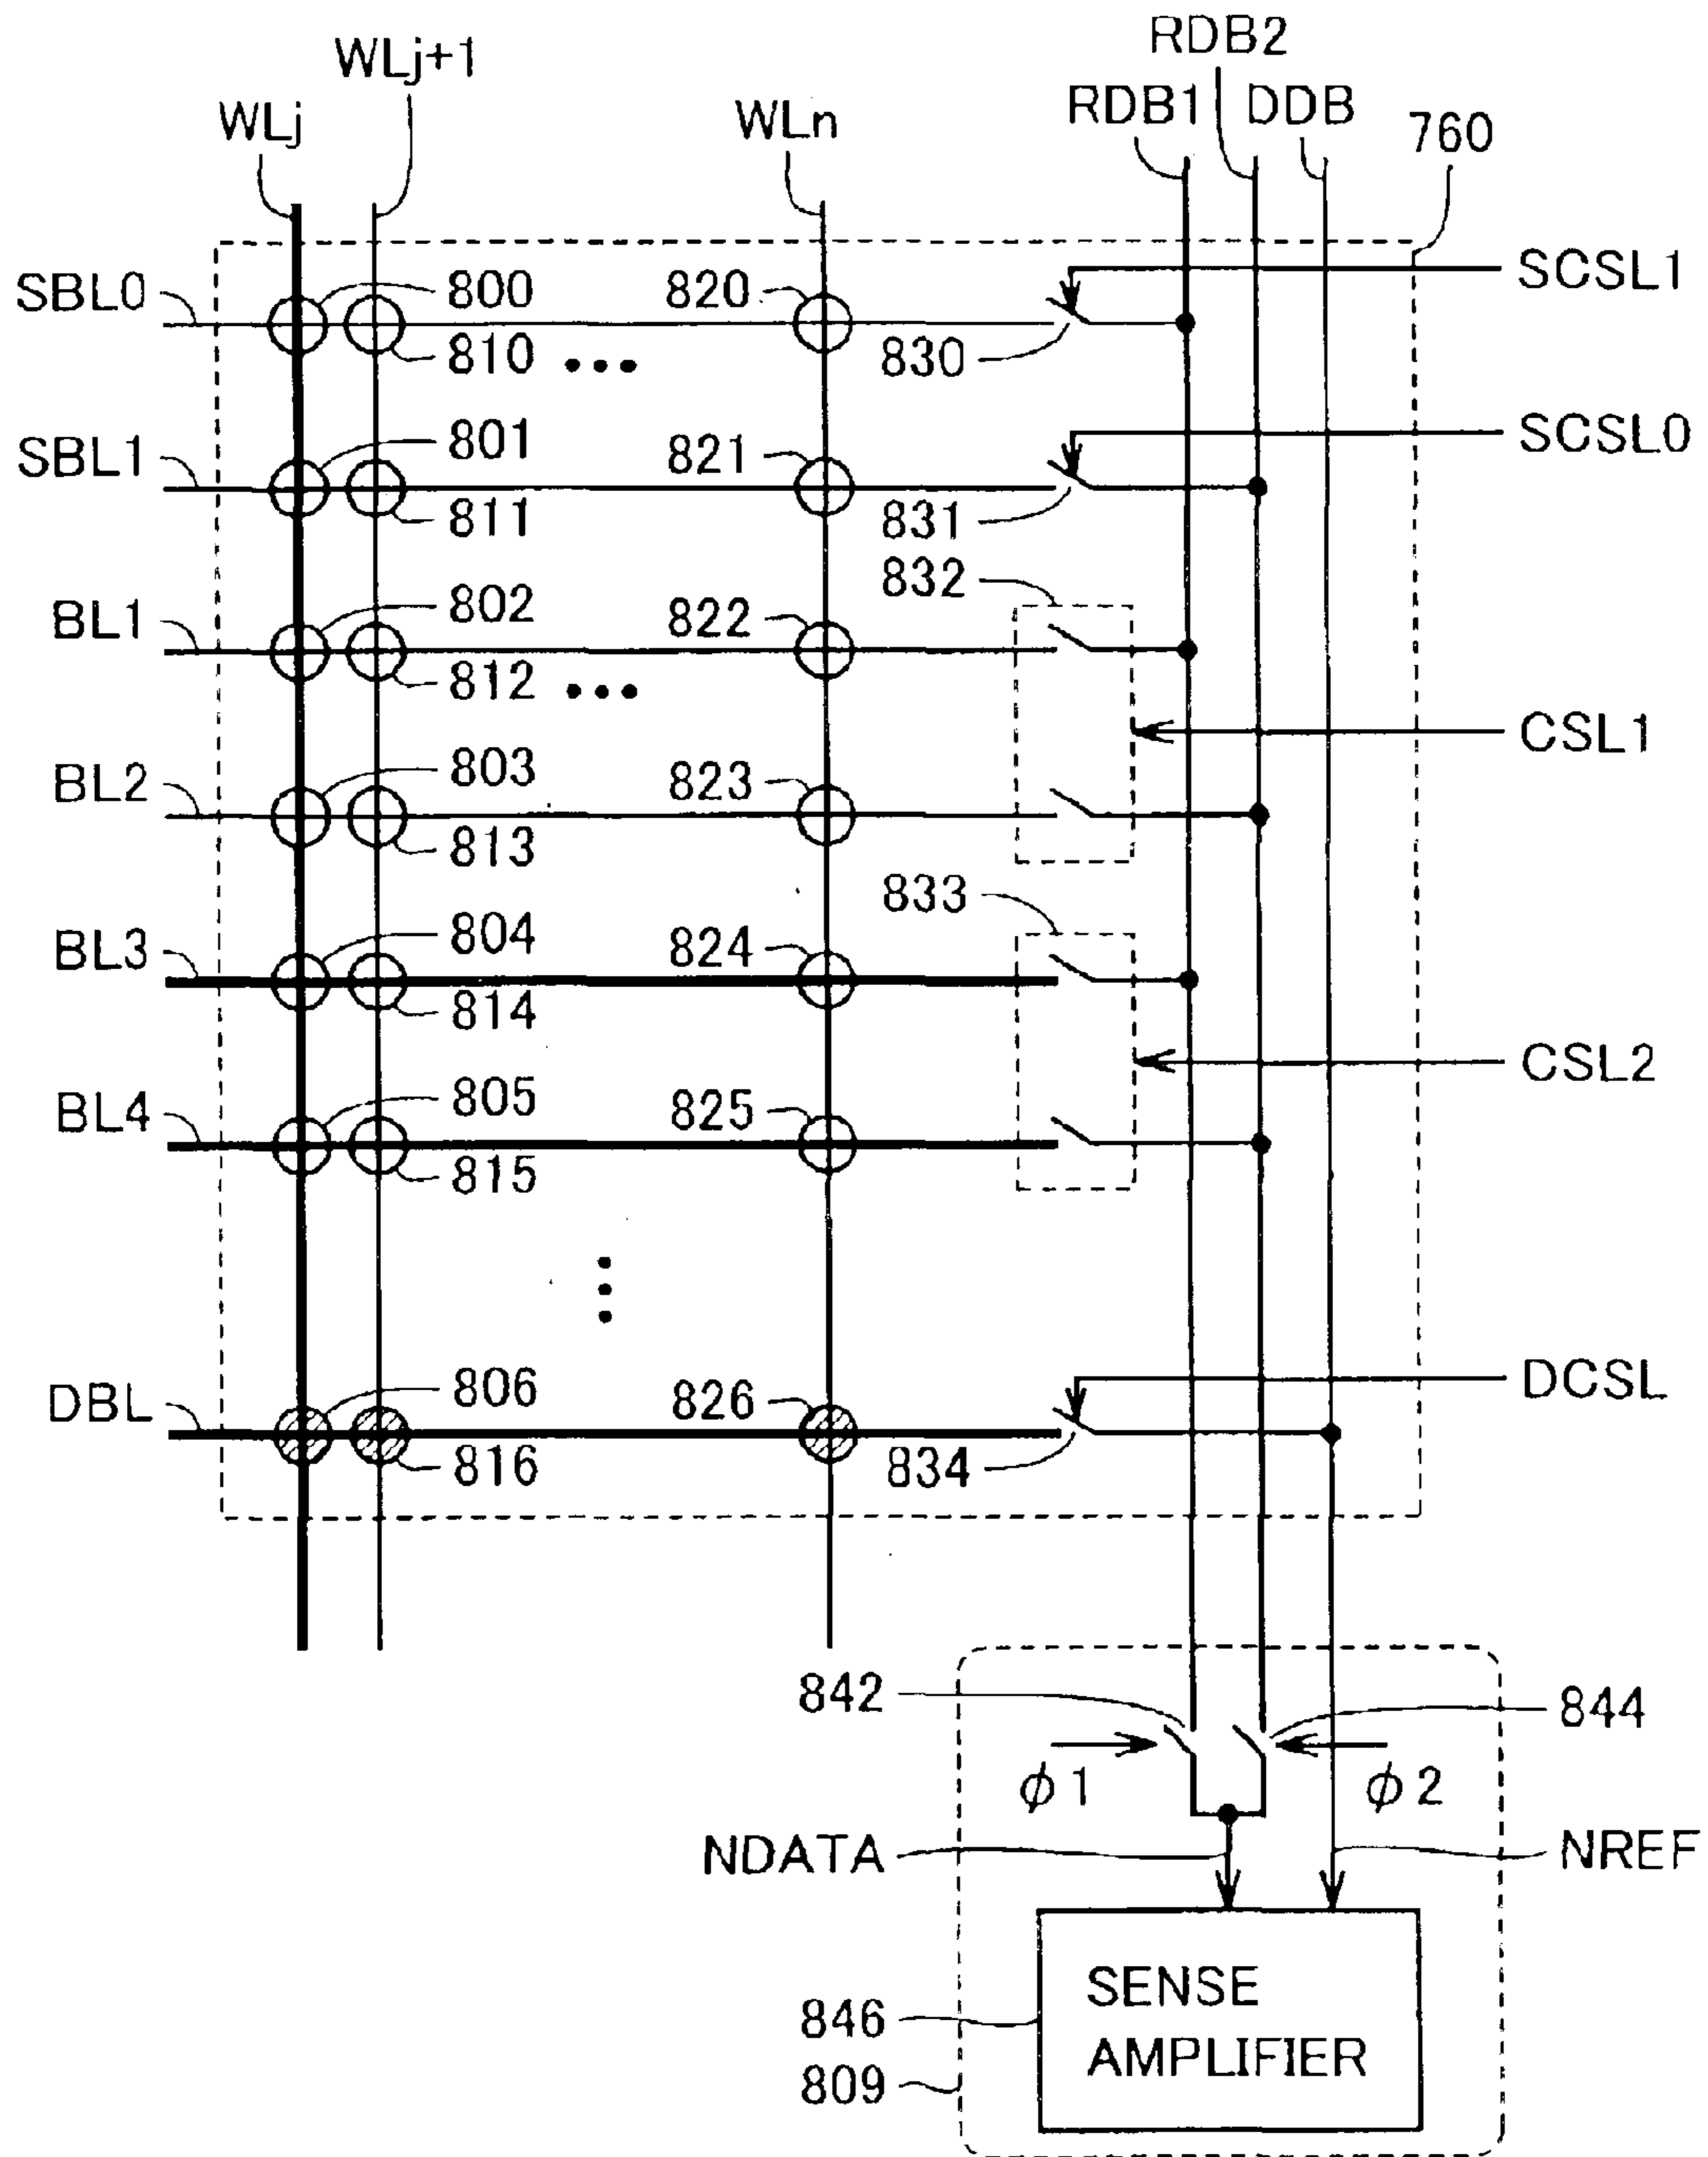 RDB2
WLj+1
RDB1 DDB
WLj
WLn
760
SBL0
800
820
SCSL1
810
830
SBL1
801
821
SCSL0
811
831
832
BL1
802
822
812
CSL1
BL2
803
823
813
833
BL3
804
824
814
CSL2
BL4
805
825
815
DBL
806
826
DCSL
816
834
842
844
φ1
φ2
NDATA
NREF
SENSE
AMPLIFIER
846
809